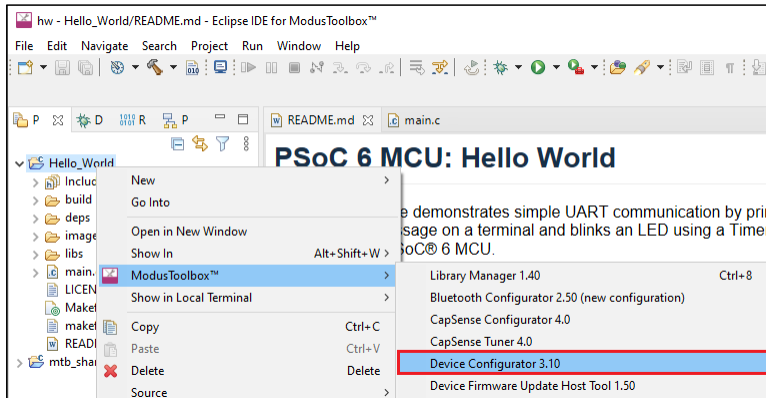 hw - Hello_World/README.md - Eclipse IDE for ModusToolbox™
File Edit Navigate Search Project Run Window Help
P D R P
README.md main.c
Hello_World
Includ
build
deps
image
libs
main.
LICEN
Makef
makef
READ
mtb_shar
PSoC 6 MCU: Hello World
e demonstrates simple UART communication by pri
sage on a terminal and blinks an LED using a Time
SoC® 6 MCU.
New
Go Into
Open in New Window
Show In Alt+Shift+W
ModusToolbox™
Show in Local Terminal
Copy Ctrl+C
Paste Ctrl+V
Delete Delete
Source
Library Manager 1.40 Ctrl+8
Bluetooth Configurator 2.50 (new configuration)
CapSense Configurator 4.0
CapSense Tuner 4.0
Device Configurator 3.10
Device Firmware Update Host Tool 1.50